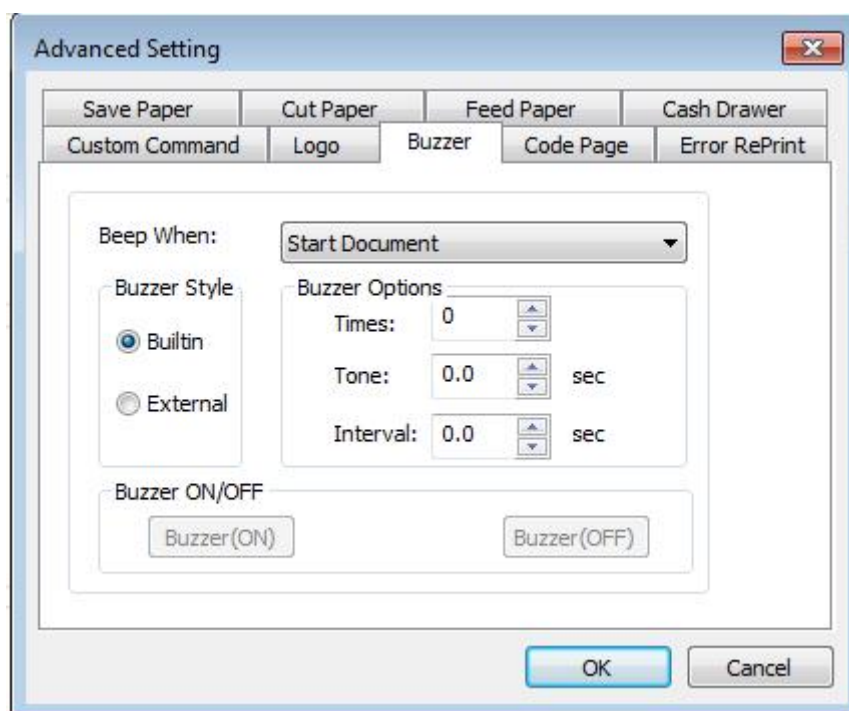 Advanced Setting
Save Paper Cut Paper Feed Paper Cash Drawer
Custom Command Logo Buzzer Code Page Error RePrint
Beep When: Start Document
Buzzer Style Buzzer Options
Times: 0
Builtin
Tone: 0.0 sec
External
Interval: 0.0 sec
Buzzer ON/OFF
Buzzer(ON) Buzzer(OFF)
OK Cancel